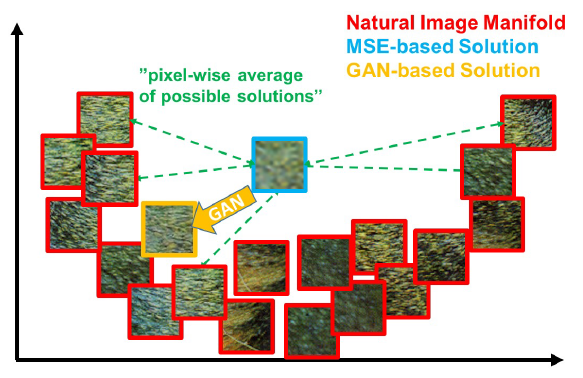 Natural Image Manifold
MSE-based Solution
GAN-based Solution
”pixel-wise average
of possible solutions”
GAN